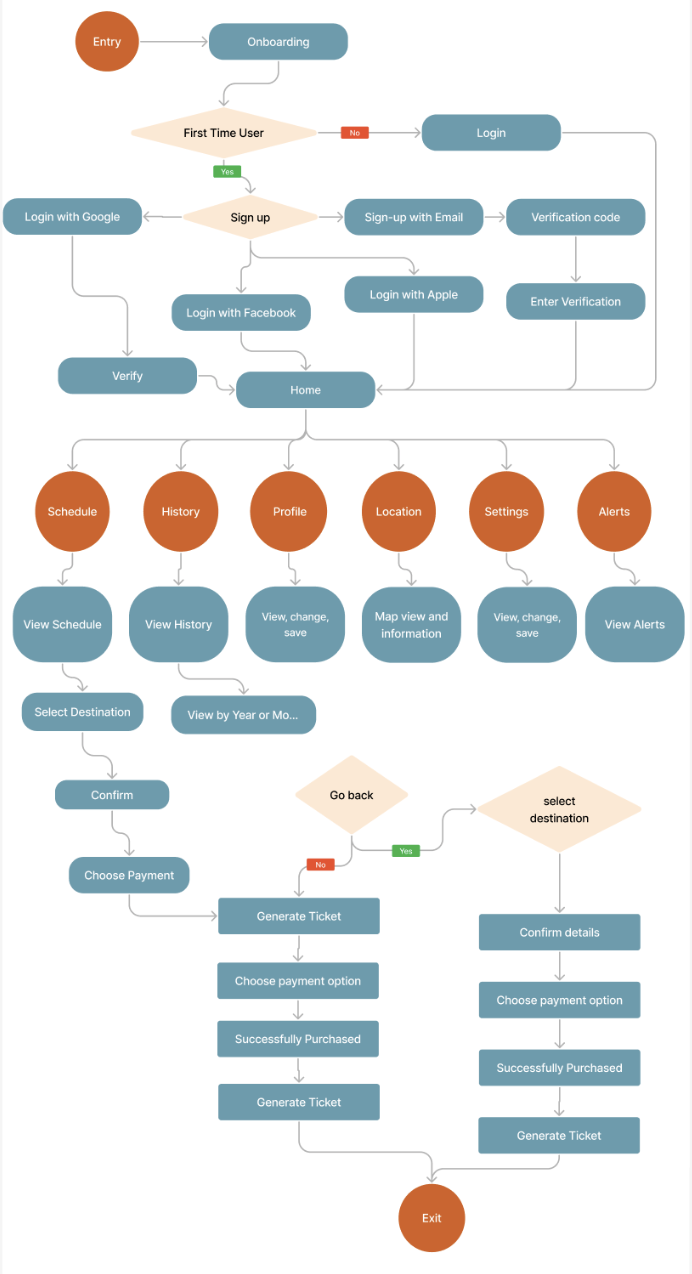 Entry
Onboarding
First Time User
No
Login
Yes
Login with Google
Sign up
Sign-up with Email
Verification code
Login with Facebook
Login with Apple
Enter Verification
Verify
Home
Schedule
History
Profile
Location
Settings
Alerts
View Schedule
View History
View, change,
save
Map view and
information
View, change,
save
View Alerts
Select Destination
View by Year or Mo...
Confirm
Go back
select
destination
Yes
No
Choose Payment
Generate Ticket
Confirm details
Choose payment option
Choose payment option
Successfully Purchased
Successfully Purchased
Generate Ticket
Generate Ticket
Exit